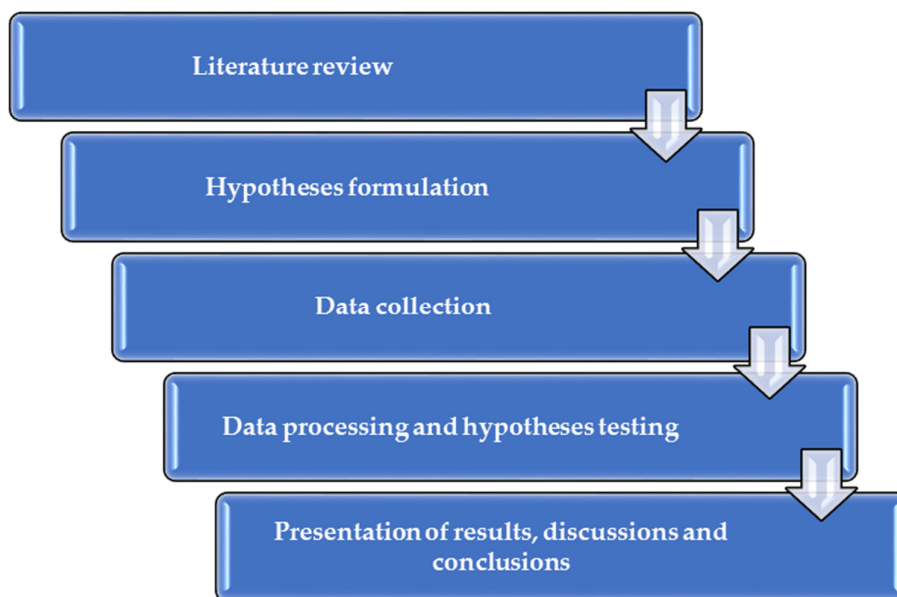 Literature review
Hypotheses formulation
Data collection
Data processing and hypotheses testing
Presentation of results, discussions and
conclusions